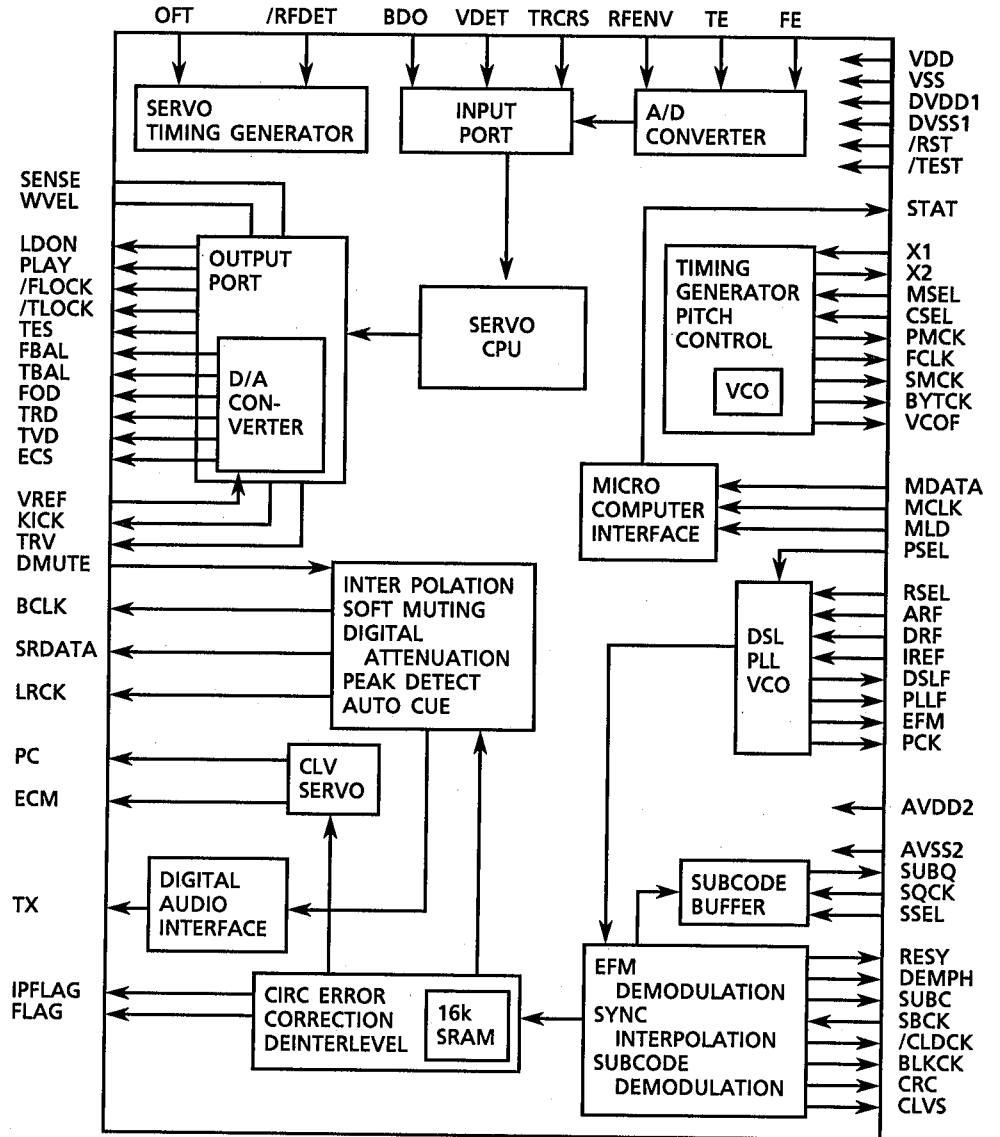 OFT /RFDET BDO VDET TRCRS RFENV TE FE
SERVO
TIMING GENERATOR
INPUT
PORT
A/D
CONVERTER
VDD
VSS
DVDD1
DVSS1
/RST
/TEST
SENSE
WVEL
LDON
PLAY
/FLOCK
/TLOCK
TES
FBAL
TBAL
FOD
TRD
TVD
ECS
VREF
KICK
TRV
DMUTE
OUTPUT
PORT
D/A
CON-
VERTER
SERVO
CPU
STAT
TIMING
GENERATOR
PITCH
CONTROL
VCO
X1
X2
MSEL
CSEL
PMCK
FCLK
SMCK
BYTCK
VCOF
MICRO
COMPUTER
INTERFACE
MDATA
MCLK
MLD
PSEL
BCLK
SRDATA
LRCK
INTER POLATION
SOFT MUTING
DIGITAL
ATTENUATION
PEAK DETECT
AUTO CUE
DSL
PLL
VCO
RSEL
ARF
DRF
IREF
DSLF
PLLF
EFM
PCK
PC
ECM
CLV
SERVO
AVDD2
AVSS2
TX
DIGITAL
AUDIO
INTERFACE
SUBCODE
BUFFER
SUBQ
SQCK
SSEL
IPFLAG
FLAG
CIRC ERROR
CORRECTION
DEINTERLEVEL
16k
SRAM
EFM
DEMODULATION
SYNC
INTERPOLATION
SUBCODE
DEMODULATION
RESY
DEMPH
SUBC
SBCK
/CLDCK
BLKCK
CRC
CLVS